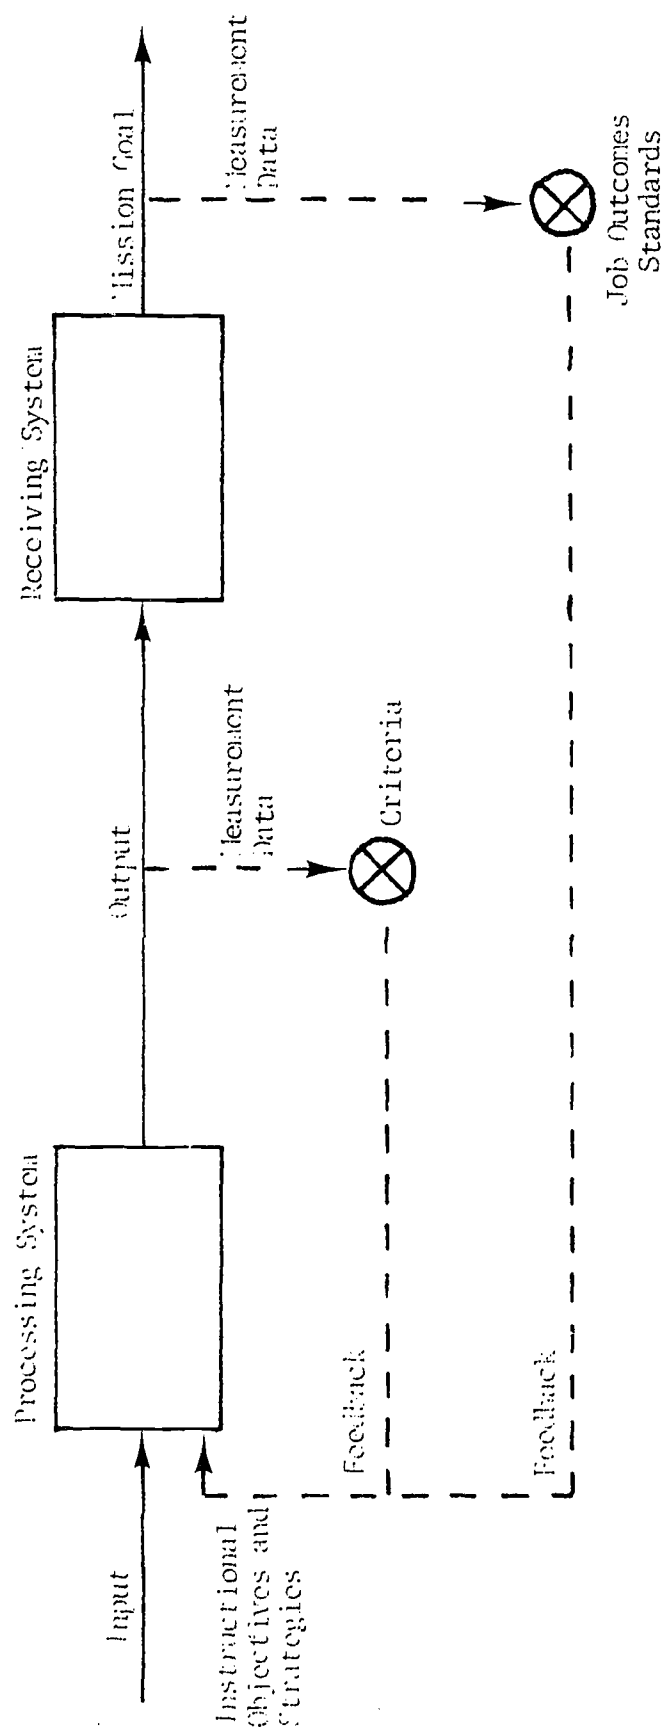 Input
Instructional
Objectives and
Strategies
Processing System
Feedback
Feedback
Output
Measurement
Data
Criteria
Receiving System
Mission Goal
Measurement
Data
Job Outcomes
Standards